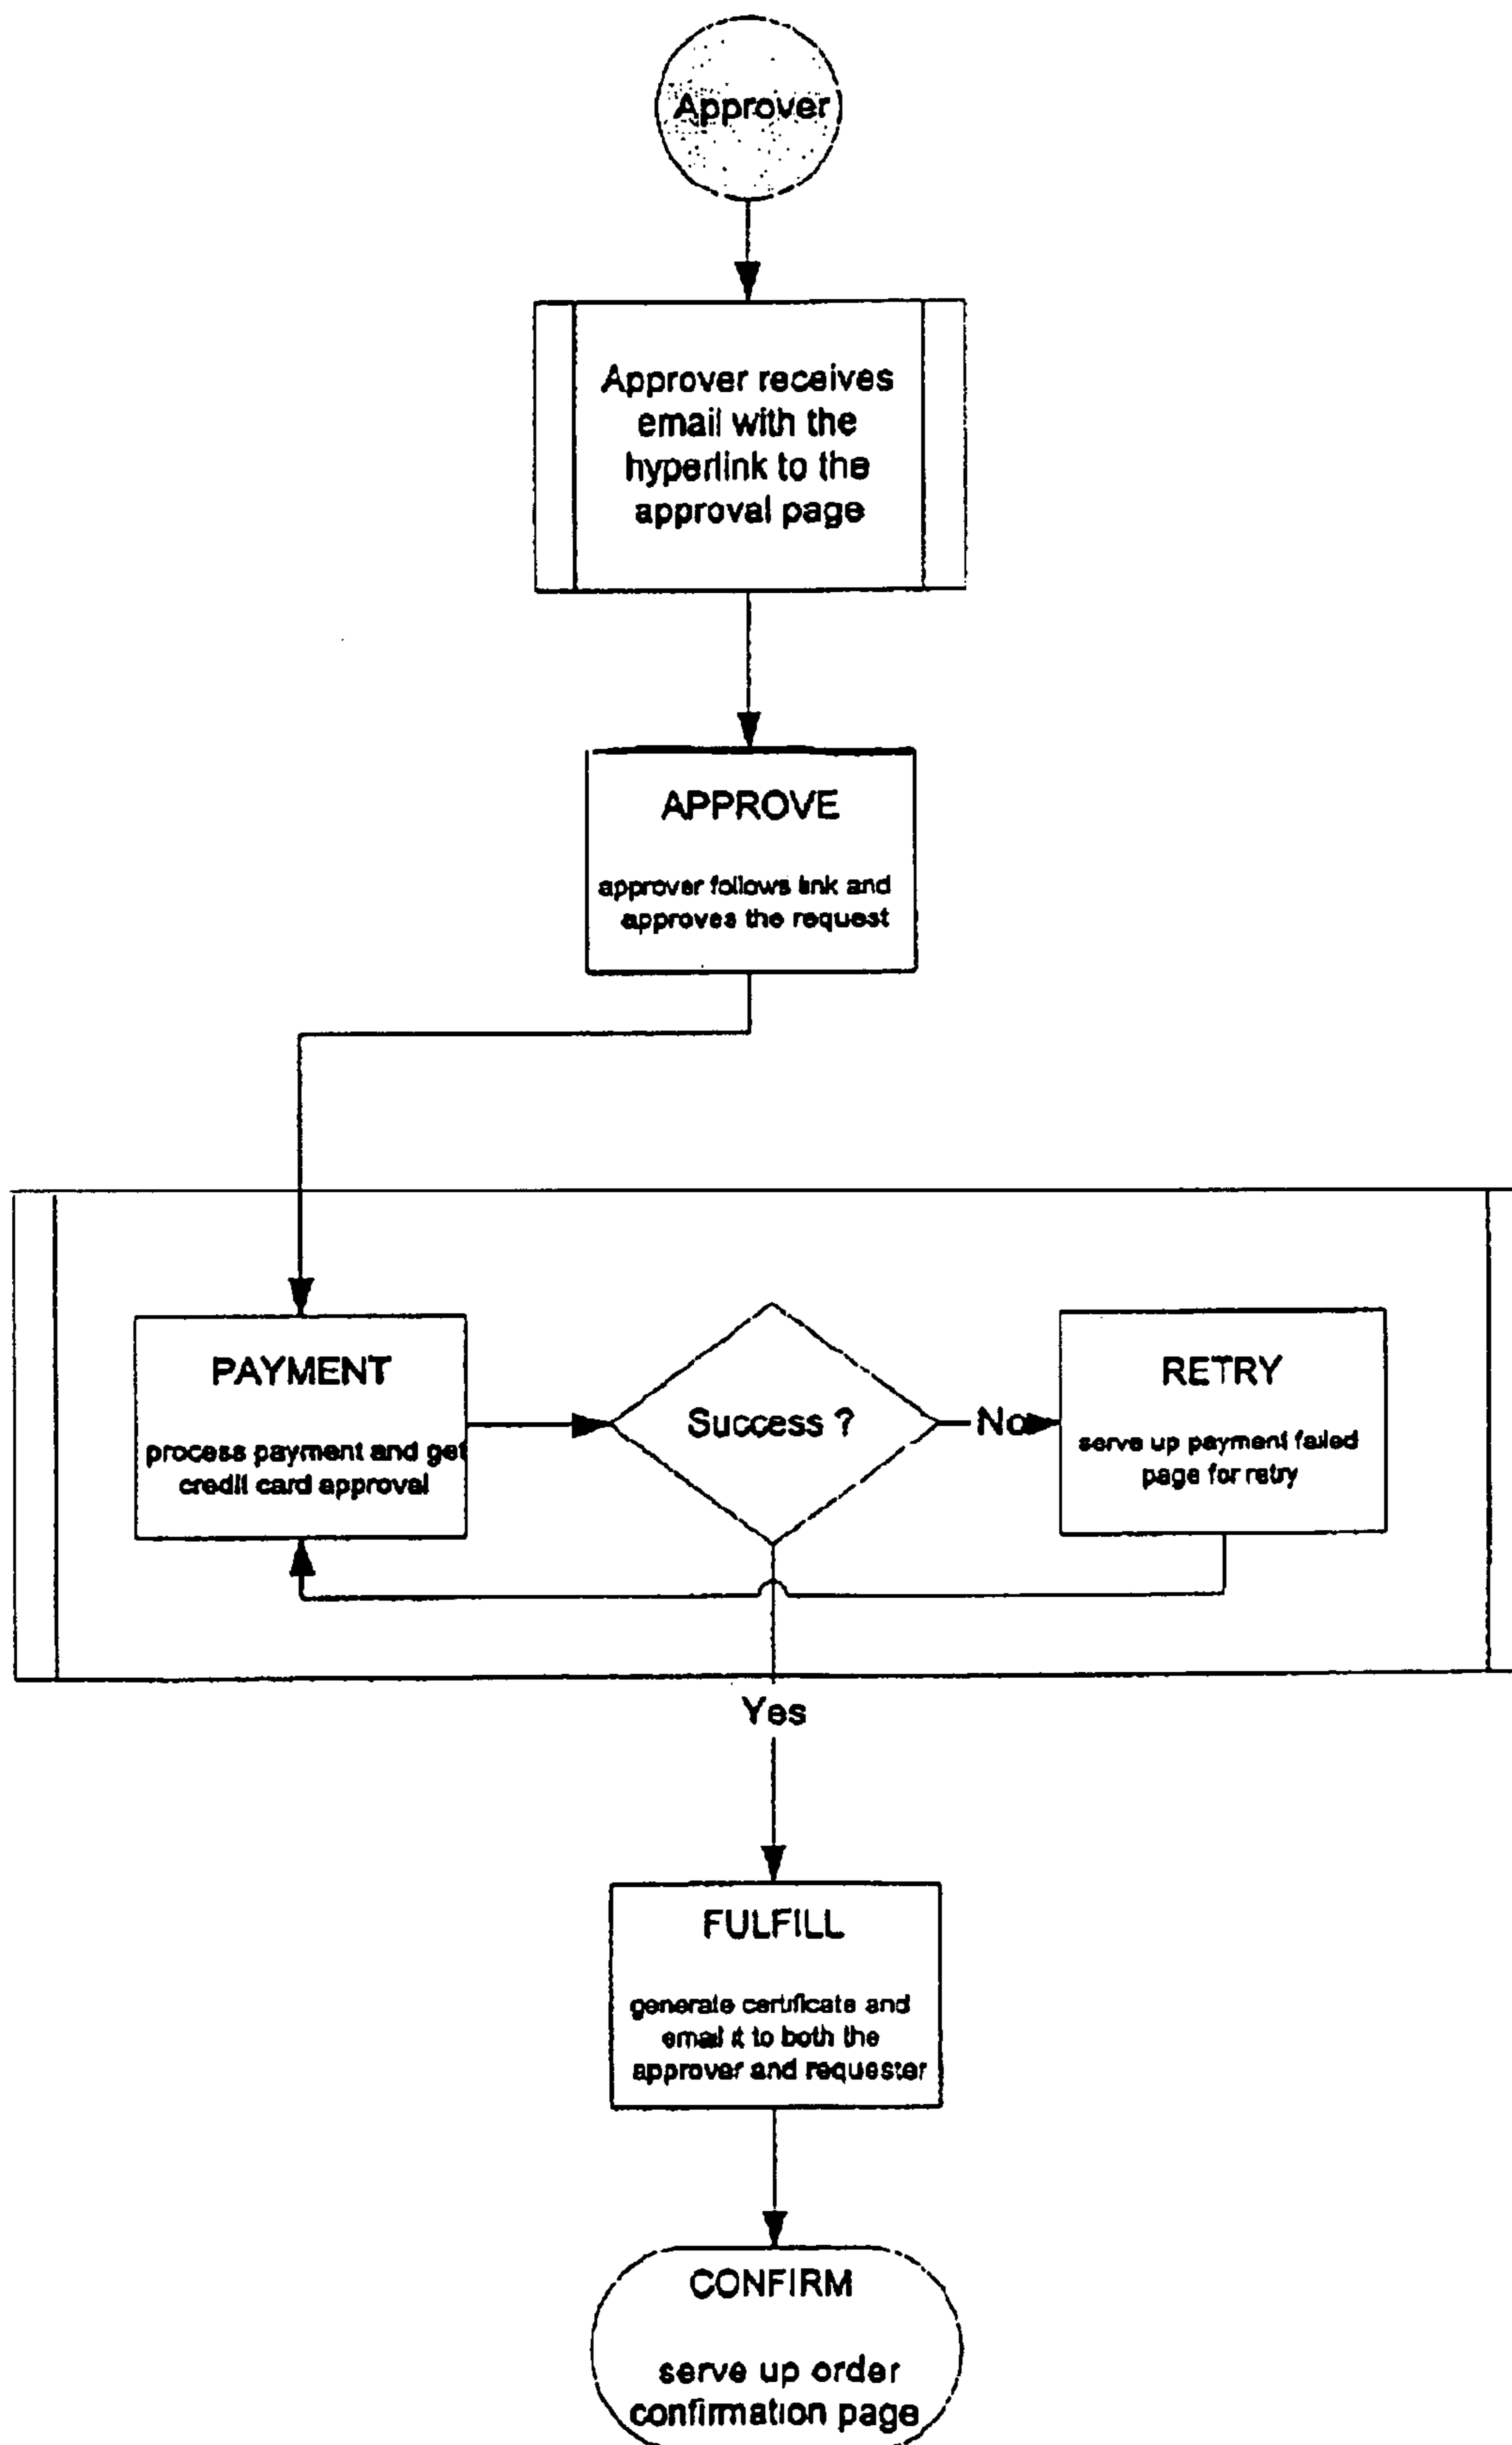 Approver
Approver receives
email with the
hyperlink to the
approval page
APPROVE
approver follows link and
approves the request
PAYMENT
process payment and get
credit card approval
Success ?
No
RETRY
serve up payment failed
page for retry
Yes
FULFILL
generate certificate and
email it to both the
approver and requester
CONFIRM
serve up order
confirmation page